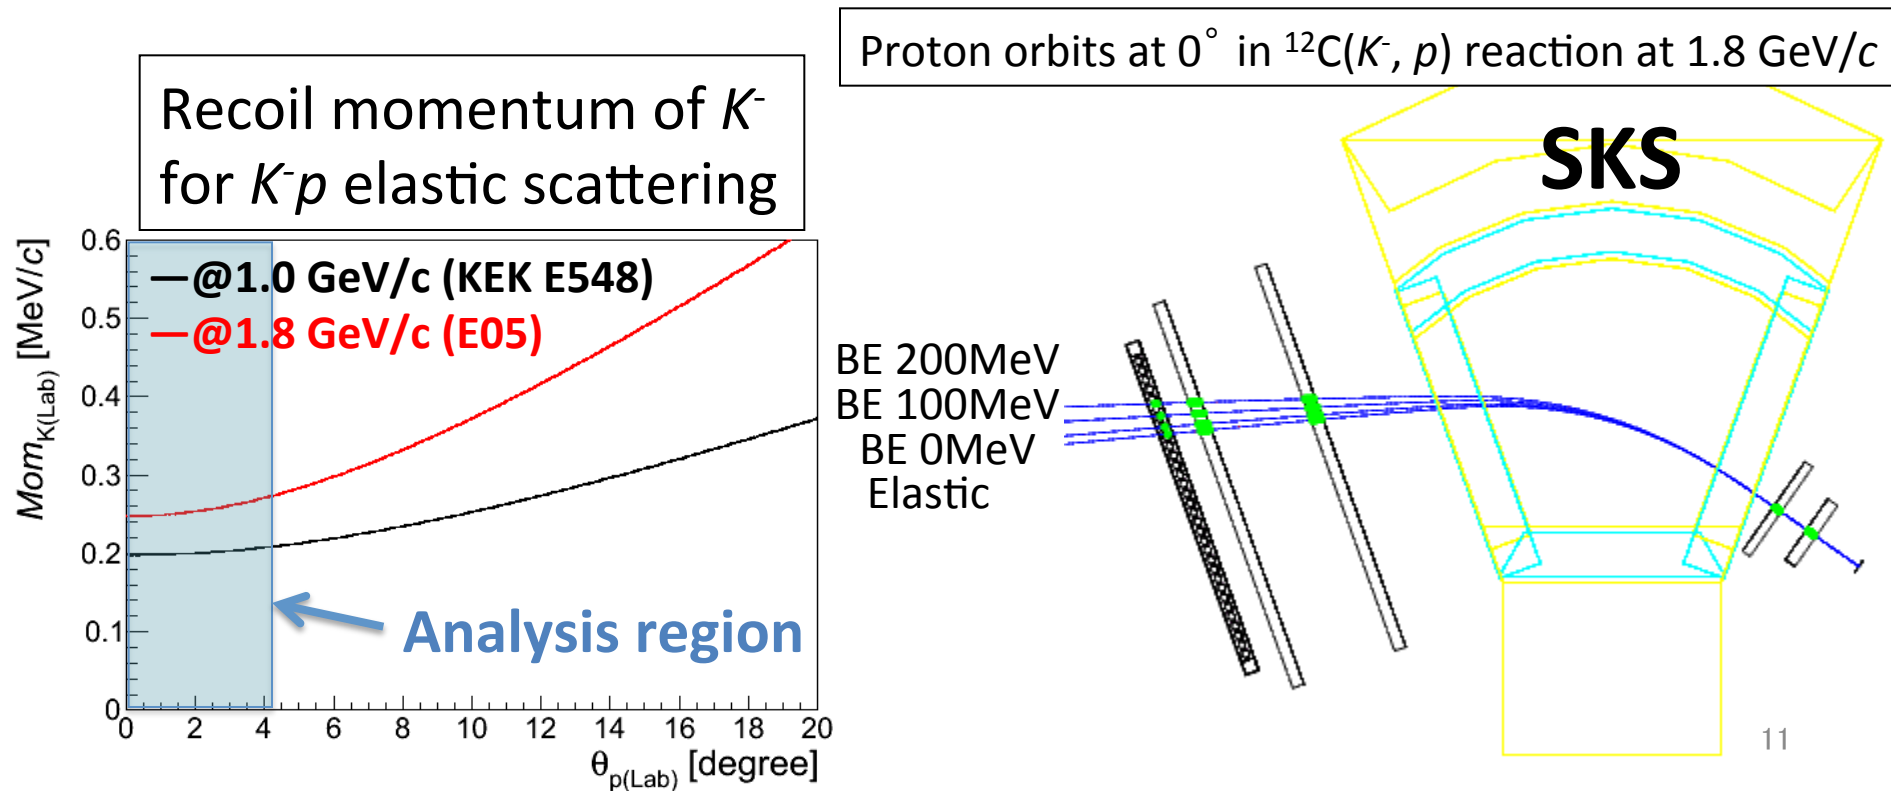 Proton orbits at 0° in ¹²C(K⁻, p) reaction at 1.8 GeV/c
Recoil momentum of K⁻
for K⁻p elastic scattering
SKS
Mom_K(Lab) [MeV/c]
0.6
0.5
0.4
0.3
0.2
0.1
0
—@1.0 GeV/c (KEK E548)
—@1.8 GeV/c (E05)
Analysis region
0 2 4 6 8 10 12 14 16 18 20
θ_p(Lab) [degree]
BE 200MeV
BE 100MeV
BE 0MeV
Elastic
11